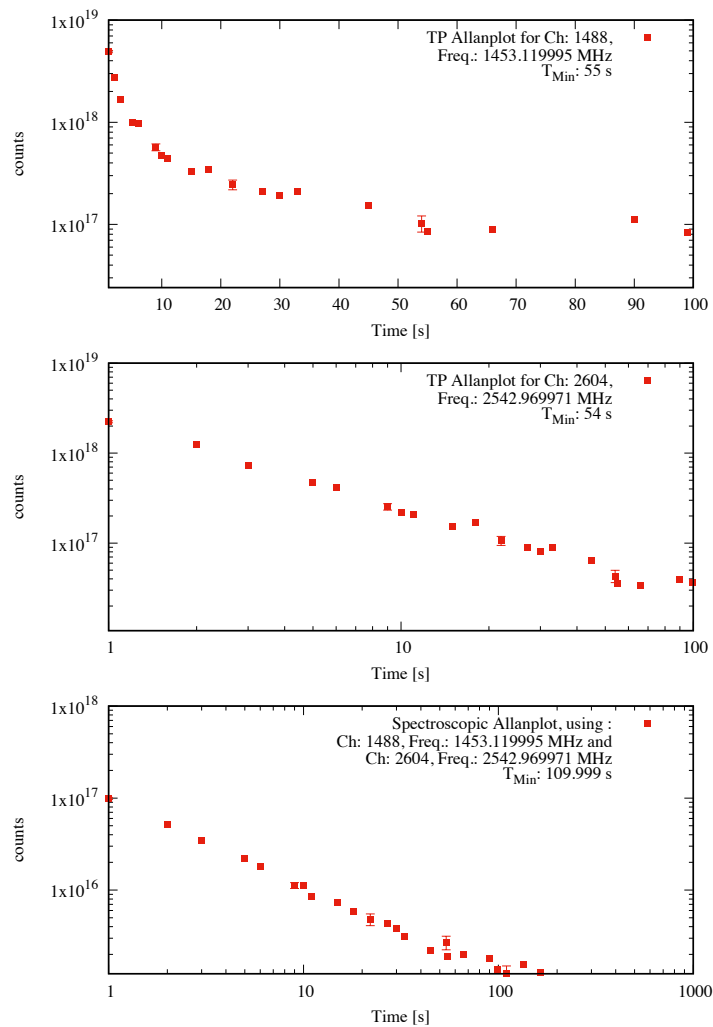 1x10^19
TP Allanplot for Ch: 1488,
Freq.: 1453.119995 MHz
T_Min: 55 s
1x10^18
counts
1x10^17
10 20 30 40 50 60 70 80 90 100
Time [s]
1x10^19
TP Allanplot for Ch: 2604,
Freq.: 2542.969971 MHz
T_Min: 54 s
1x10^18
counts
1x10^17
1 10 100
Time [s]
1x10^18
Spectroscopic Allanplot, using :
Ch: 1488, Freq.: 1453.119995 MHz and
Ch: 2604, Freq.: 2542.969971 MHz
T_Min: 109.999 s
1x10^17
counts
1x10^16
1 10 100 1000
Time [s]